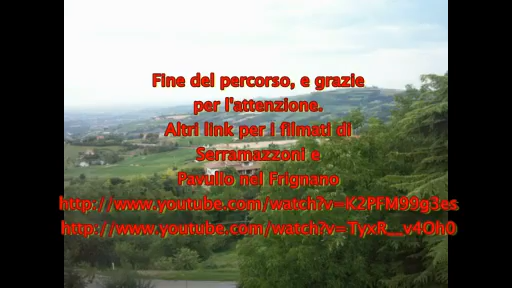 Fine del percorso, e grazie
per l'attenzione.
Altri link per i filmati di
Serramazzoni e
Pavullo nel Frignano
http://www.youtube.com/watch?v=K2PFM99g3es
http://www.youtube.com/watch?v=TyxR__v4Oh0